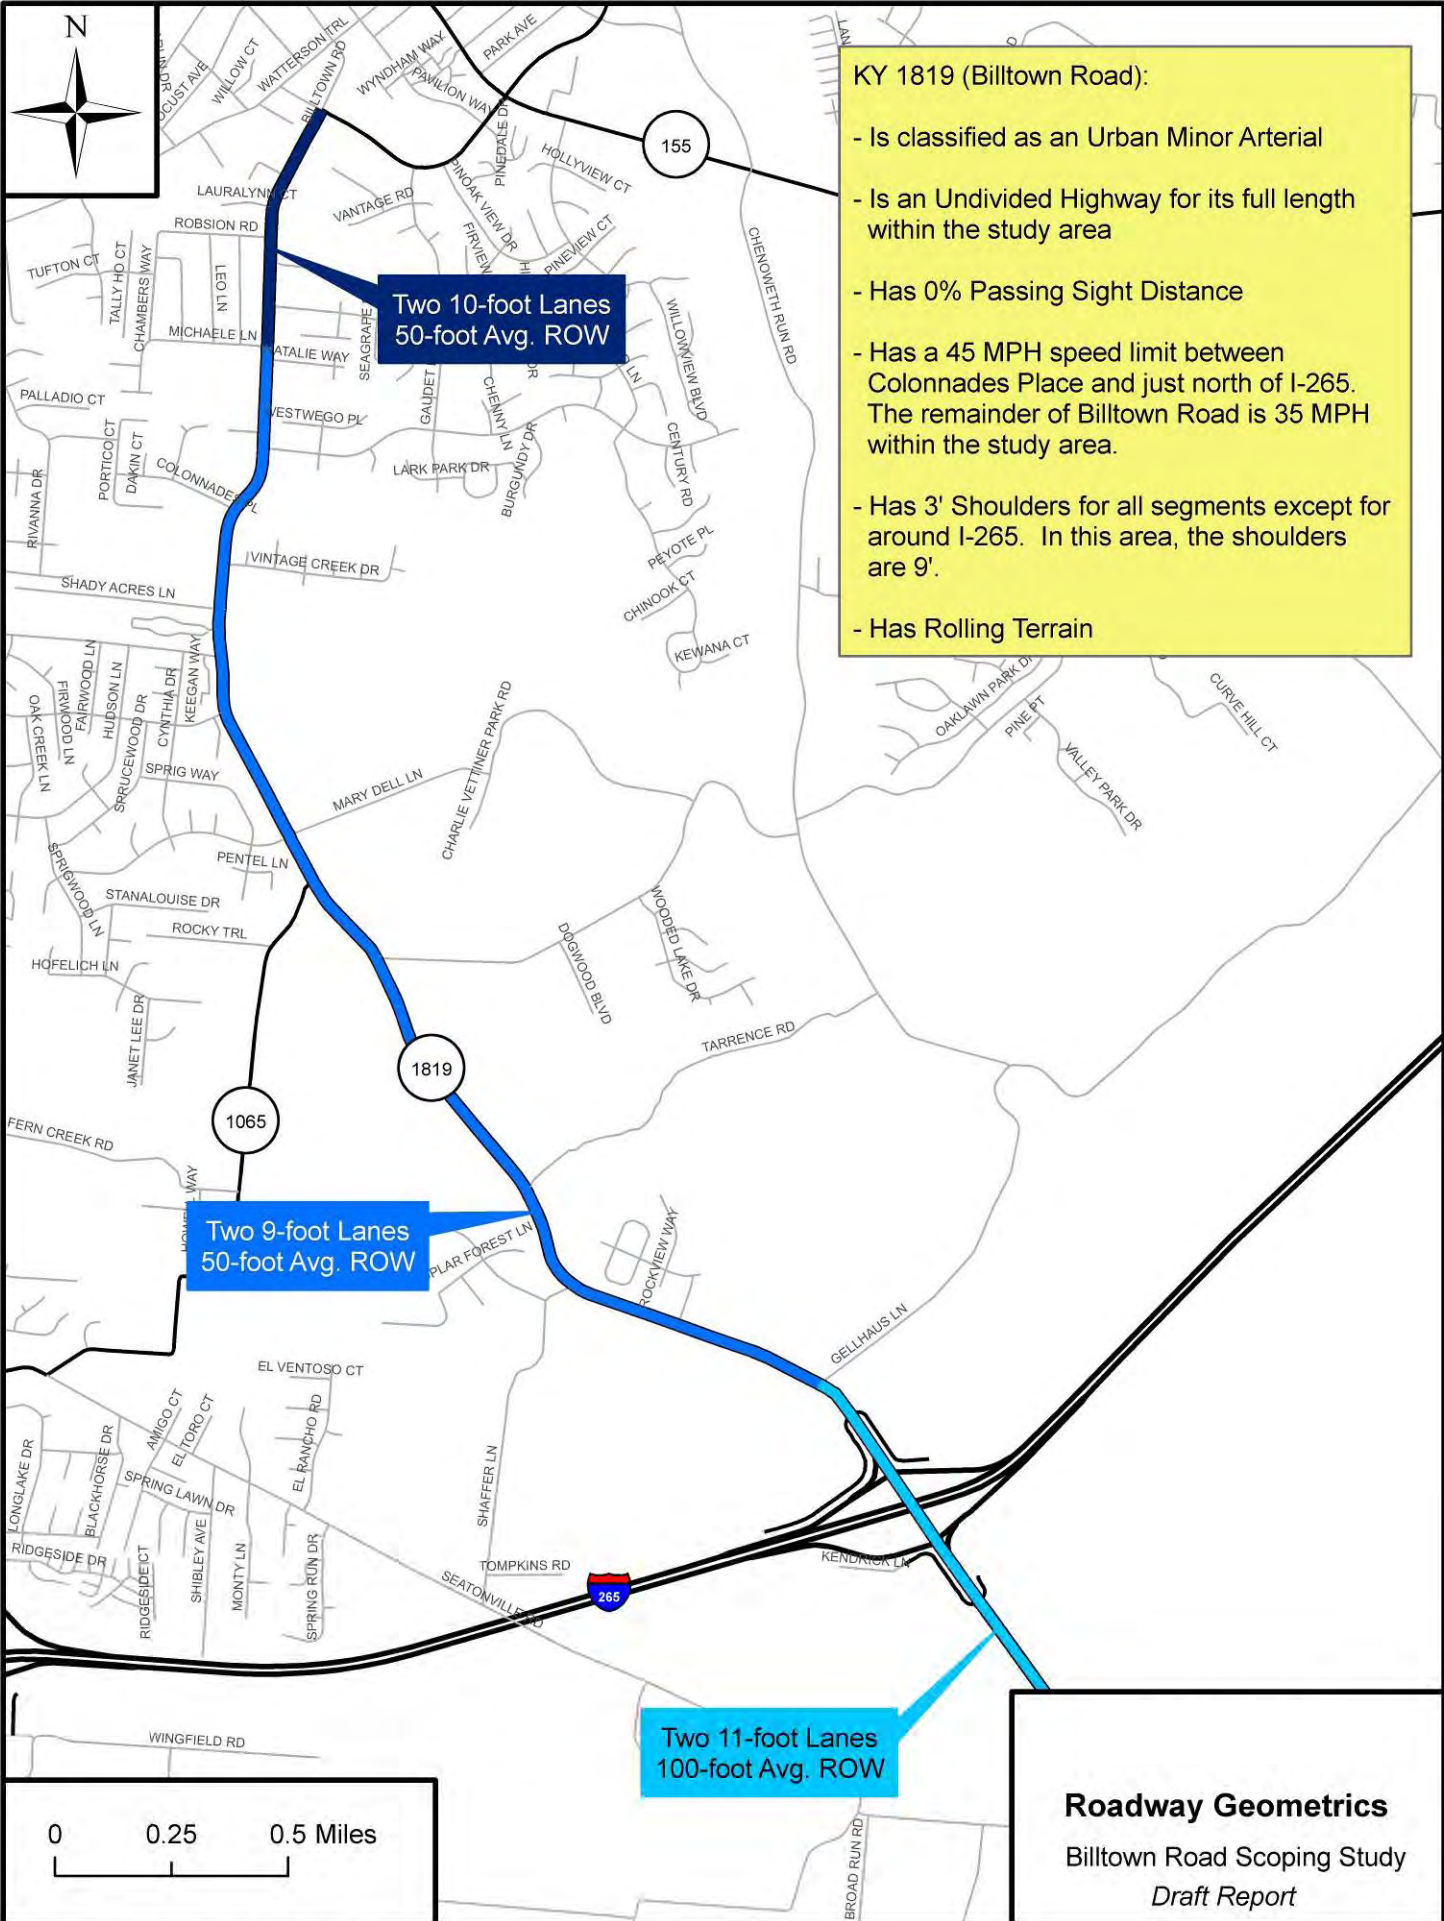 N
KY 1819 (Billtown Road):
- Is classified as an Urban Minor Arterial
- Is an Undivided Highway for its full length
within the study area
- Has 0% Passing Sight Distance
- Has a 45 MPH speed limit between
Colonnades Place and just north of I-265.
The remainder of Billtown Road is 35 MPH
within the study area.
- Has 3' Shoulders for all segments except for
around I-265. In this area, the shoulders
are 9'.
- Has Rolling Terrain
WILLOW CT
WATTERSON TRL
BILLTOWN RD
WYNDHAM WAY
PARK AVE
PAVILION WAY
PINEDALE DR
155
HOLLYVIEW CT
LAURALYNN CT
VANTAGE RD
PINOAK VIEW DR
ROBSION RD
FIRVIEW
PINEVIEW CT
CHENOWETH RUN RD
TUFTON CT
TALLY HO CT
CHAMBERS WAY
LEO LN
Two 10-foot Lanes
50-foot Avg. ROW
MICHAELE LN
ATALIE WAY
SEAGRAPE
WILLOWVIEW BLVD
PALLADIO CT
GAUDET
CHENNY LN
LN
PORTICO CT
DAKIN CT
COLONNADES PL
LARK PARK DR
BURGUNDY DR
CENTURY RD
RIVANNA DR
VINTAGE CREEK DR
PEYOTE PL
SHADY ACRES LN
CHINOOK CT
KEWANA CT
OAK CREEK LN
FIRWOOD LN
FAIRWOOD LN
HUDSON LN
SPRUCEWOOD DR
CYNTHIA DR
KEEGAN WAY
CHARLIE VETTINER PARK RD
OAKLAWN PARK DR
PINE PT
CURVE HILL CT
VALLEY PARK DR
SPRIG WAY
MARY DELL LN
PENTEL LN
SPRIGWOOD LN
STANALOUISE DR
ROCKY TRL
HOFELICH LN
DOGWOOD BLVD
WOODED LAKE DR
JANET LEE DR
TARRENCE RD
1819
1065
FERN CREEK RD
WAY
Two 9-foot Lanes
50-foot Avg. ROW
PLAR FOREST LN
ROCKVIEW WAY
GELLHAUS LN
EL VENTOSO CT
AMIGO CT
EL TORO CT
EL RANCHO RD
LONGLAKE DR
BLACKHORSE DR
SPRING LAWN DR
SHAFFER LN
RIDGESIDE DR
RIDGESIDE CT
SHIBLEY AVE
MONTY LN
SPRING RUN DR
TOMPKINS RD
SEATONVILLE RD
KENDRICK LN
265
WINGFIELD RD
Two 11-foot Lanes
100-foot Avg. ROW
BROAD RUN RD
0 0.25 0.5 Miles
Roadway Geometrics
Billtown Road Scoping Study
Draft Report